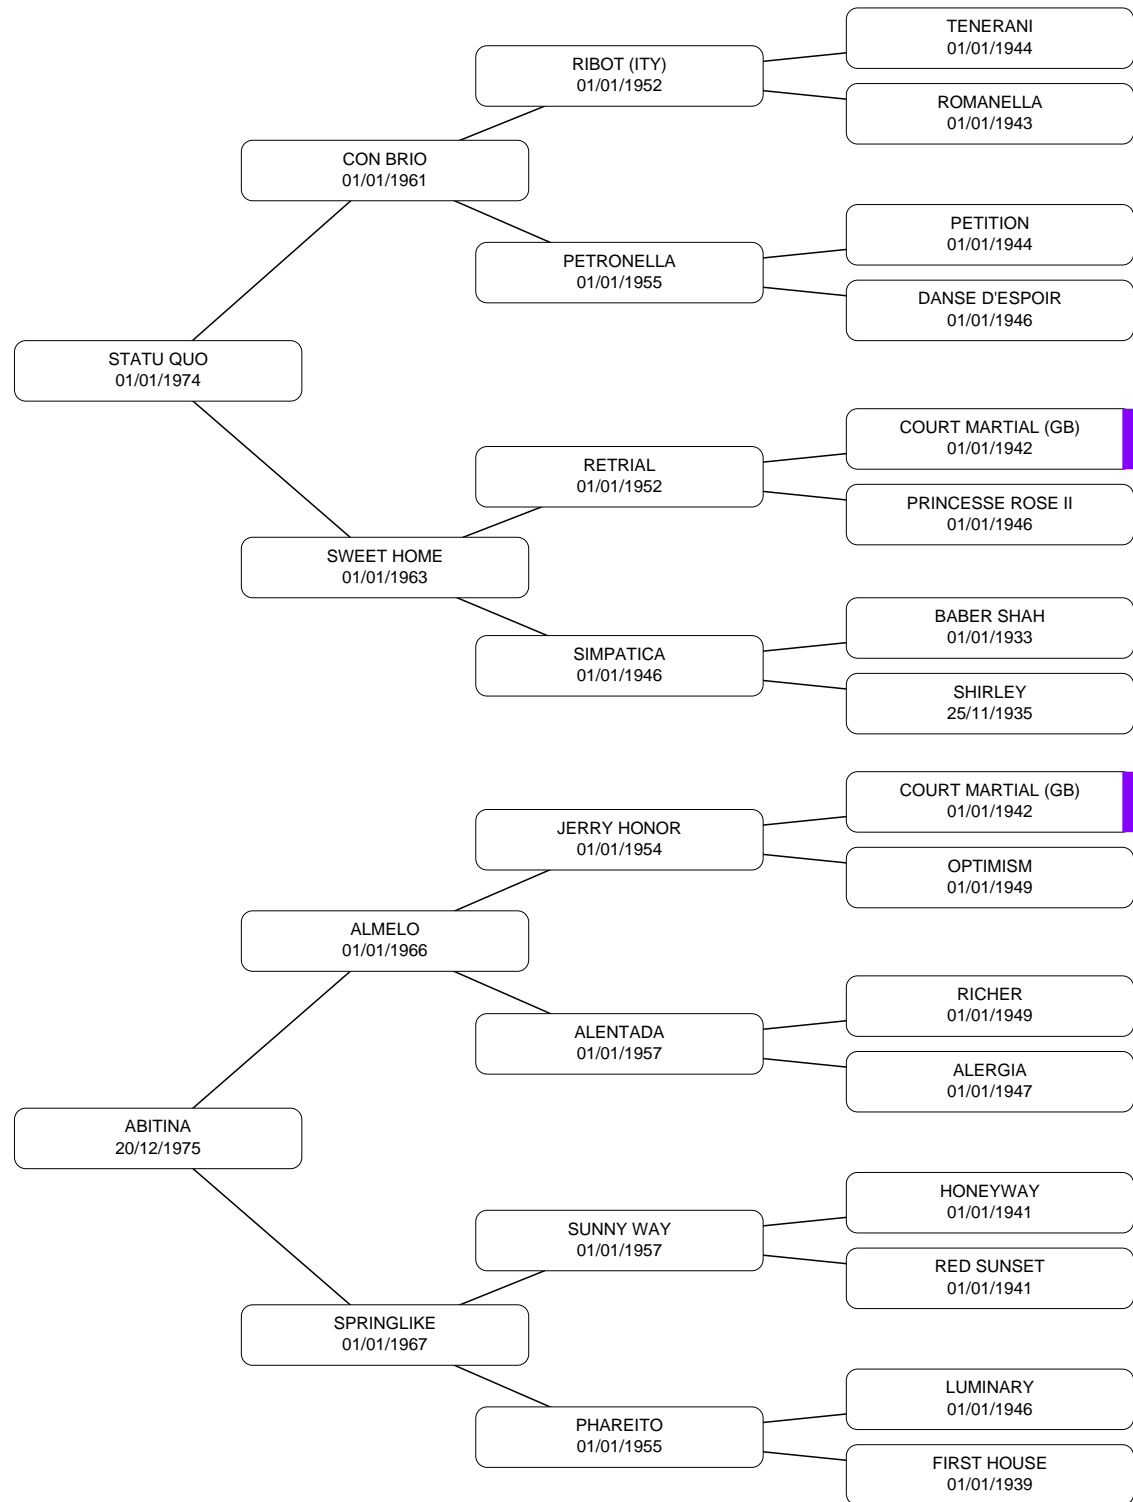 TENERANI
01/01/1944
RIBOT (ITY)
01/01/1952
ROMANELLA
01/01/1943
CON BRIO
01/01/1961
PETITION
01/01/1944
PETRONELLA
01/01/1955
DANSE D'ESPOIR
01/01/1946
STATU QUO
01/01/1974
COURT MARTIAL (GB)
01/01/1942
RETRIAL
01/01/1952
PRINCESSE ROSE II
01/01/1946
SWEET HOME
01/01/1963
BABER SHAH
01/01/1933
SIMPATICA
01/01/1946
SHIRLEY
25/11/1935
COURT MARTIAL (GB)
01/01/1942
JERRY HONOR
01/01/1954
OPTIMISM
01/01/1949
ALMELO
01/01/1966
RICHER
01/01/1949
ALENTADA
01/01/1957
ALERGIA
01/01/1947
ABITINA
20/12/1975
HONEYWAY
01/01/1941
SUNNY WAY
01/01/1957
RED SUNSET
01/01/1941
SPRINGLIKE
01/01/1967
LUMINARY
01/01/1946
PHAREITO
01/01/1955
FIRST HOUSE
01/01/1939